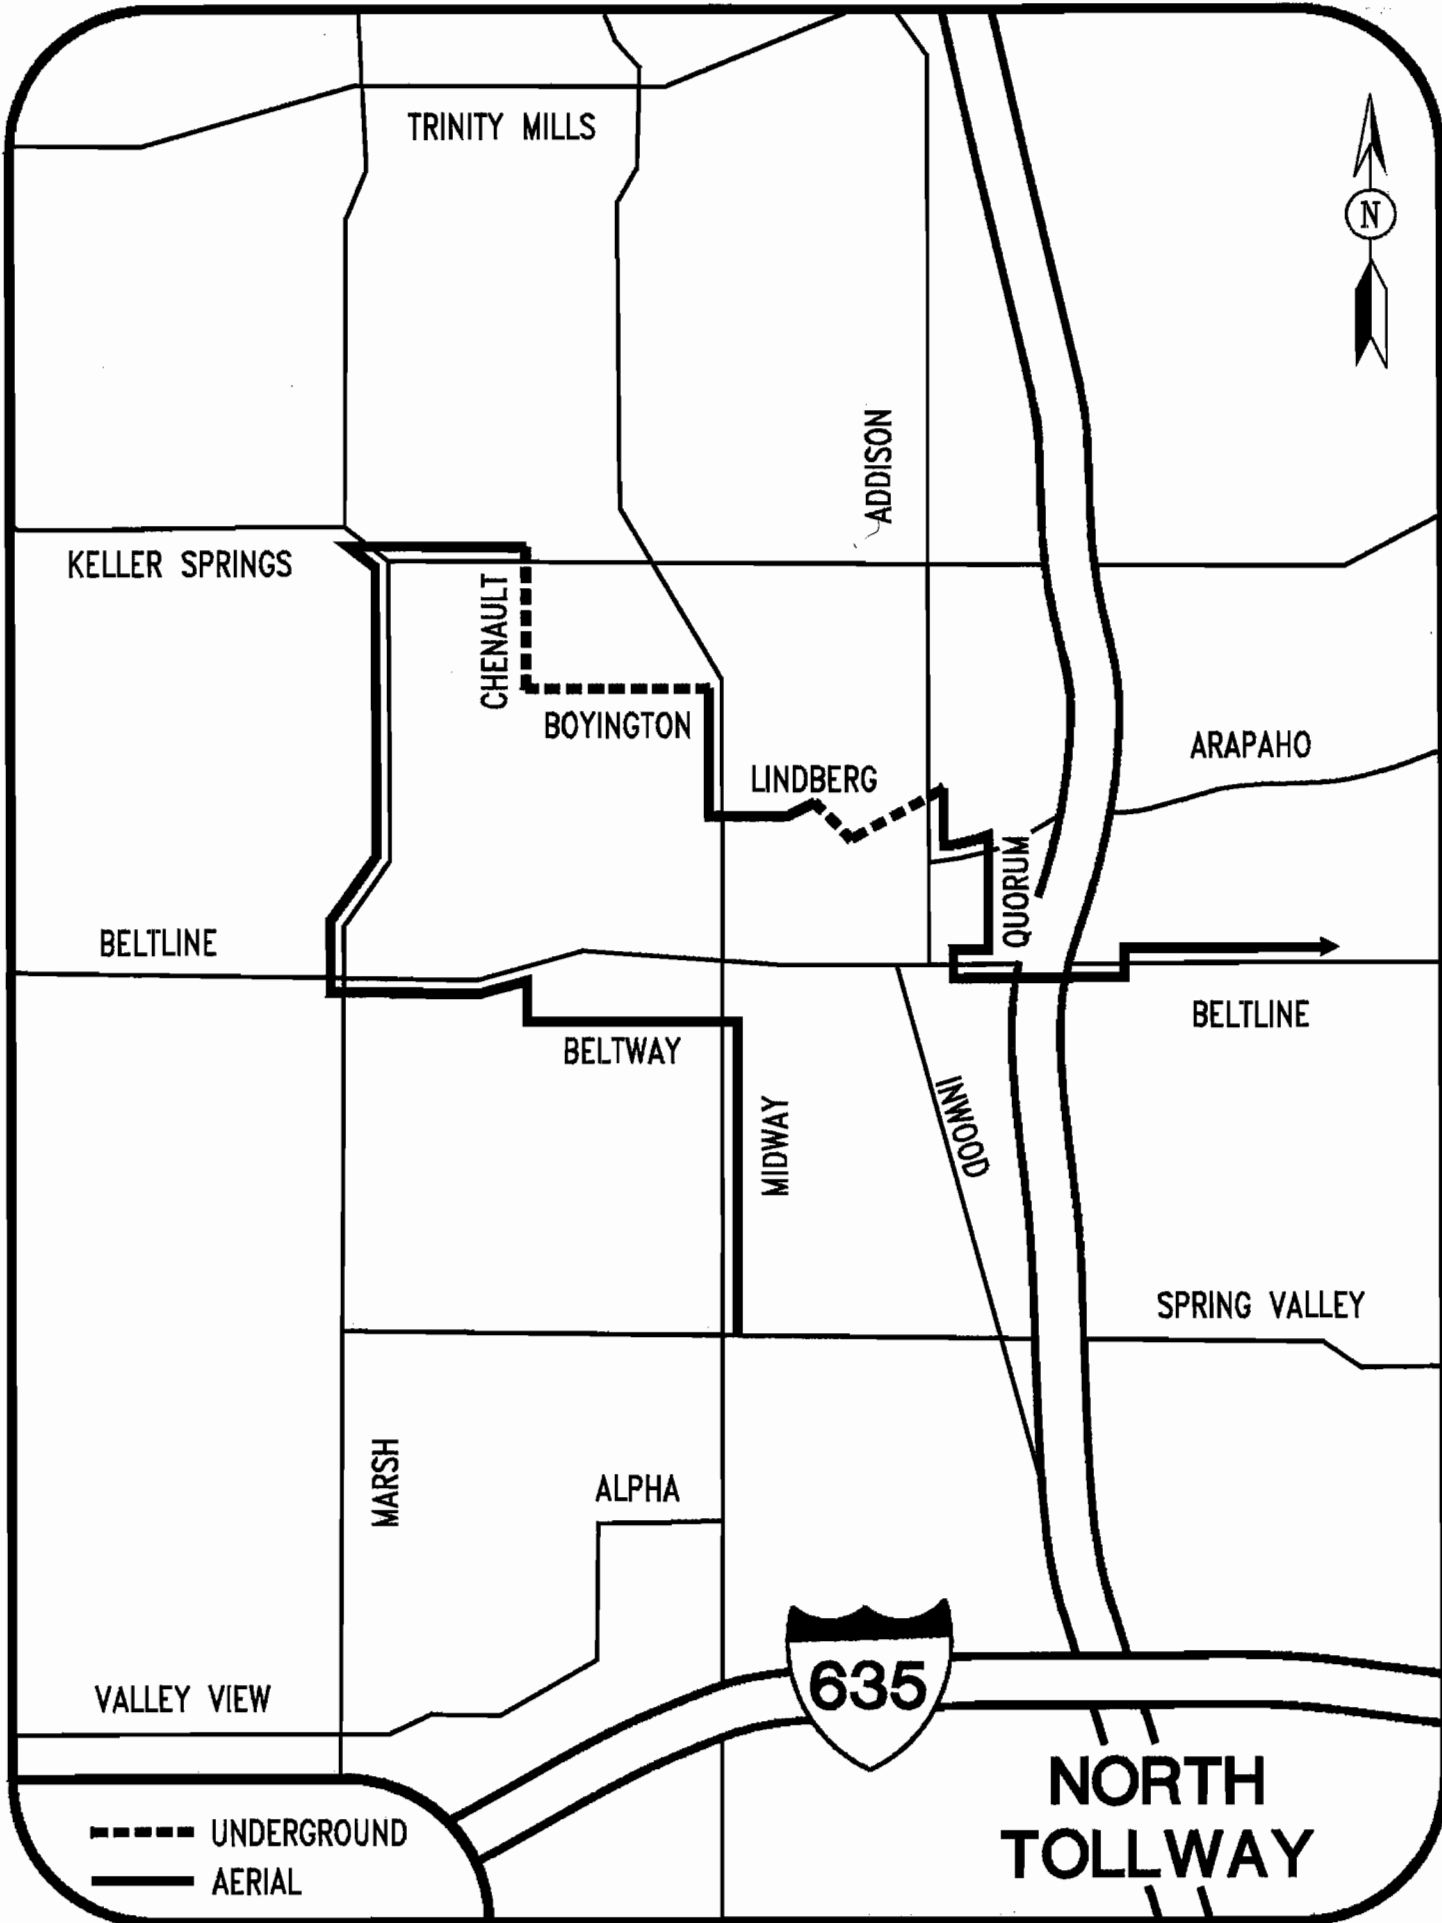 TRINITY MILLS
N
ADDISON
KELLER SPRINGS
CHENAULT
BOYINGTON
ARAPAHO
LINDBERG
QUORUM
BELTLINE
BELTLINE
BELTWAY
INWOOD
MIDWAY
SPRING VALLEY
MARSH
ALPHA
635
VALLEY VIEW
NORTH
TOLLWAY
UNDERGROUND
AERIAL